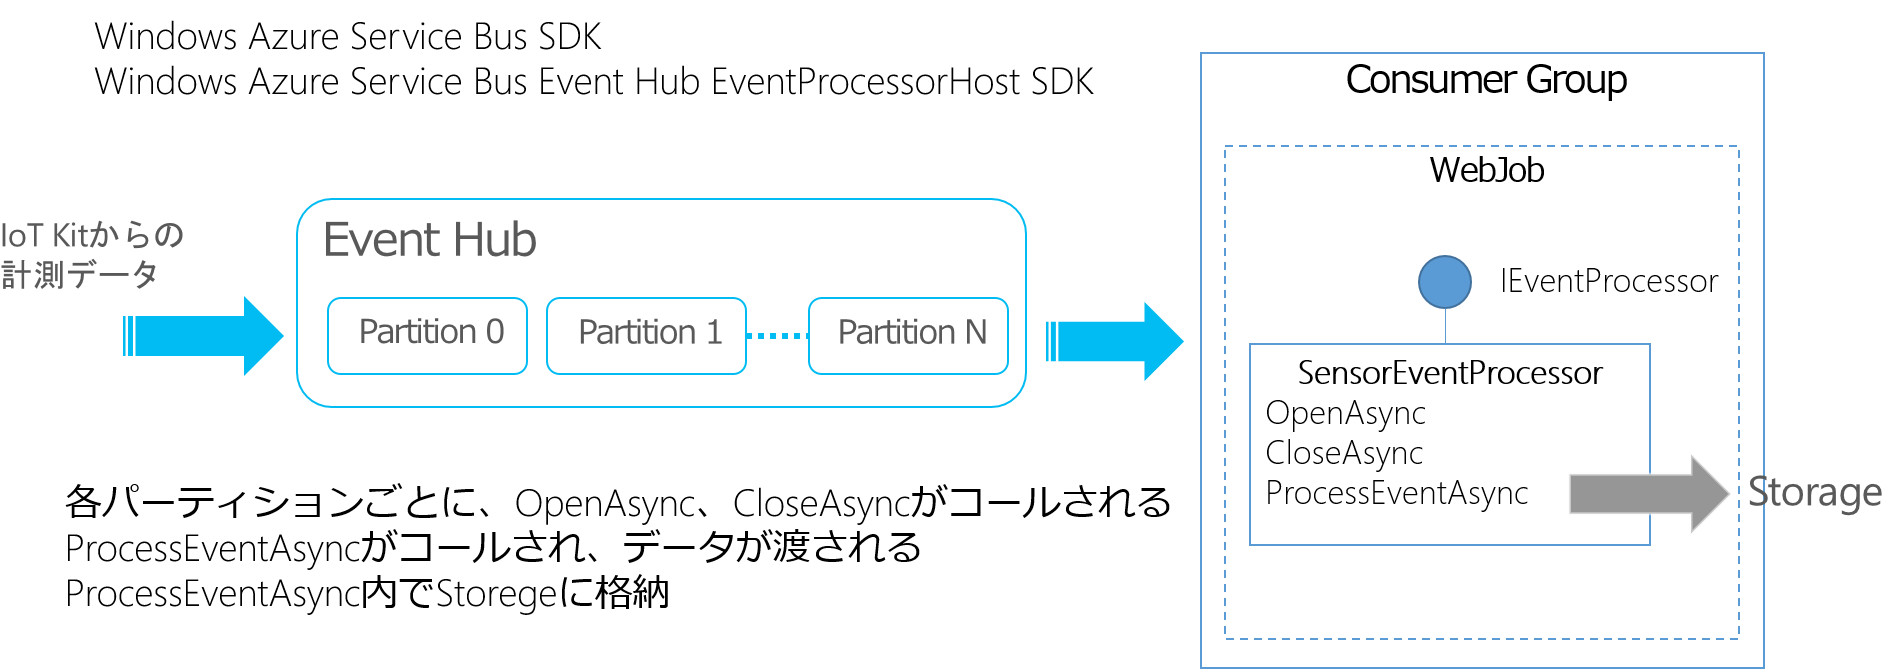 Windows Azure Service Bus SDK
Windows Azure Service Bus Event Hub EventProcessorHost SDK
IoT Kitからの
計測データ
Event Hub
Partition 0
Partition 1
Partition N
Consumer Group
WebJob
IEventProcessor
SensorEventProcessor
OpenAsync
CloseAsync
ProcessEventAsync
Storage
各パーティションごとに、OpenAsync、CloseAsyncがコールされる
ProcessEventAsyncがコールされ、データが渡される
ProcessEventAsync内でStoregeに格納